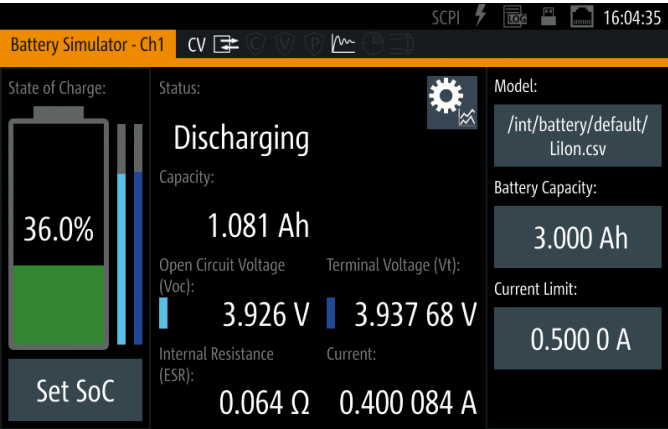 SCPI LOG 16:04:35
Battery Simulator - Ch1 CV C V P
State of Charge:
36.0%
Set SoC
Status:
Discharging
Capacity:
1.081 Ah
Open Circuit Voltage
(Voc):
3.926 V
Terminal Voltage (Vt):
3.937 68 V
Internal Resistance
(ESR):
0.064 Ω
Current:
0.400 084 A
Model:
/int/battery/default/
LiIon.csv
Battery Capacity:
3.000 Ah
Current Limit:
0.500 0 A